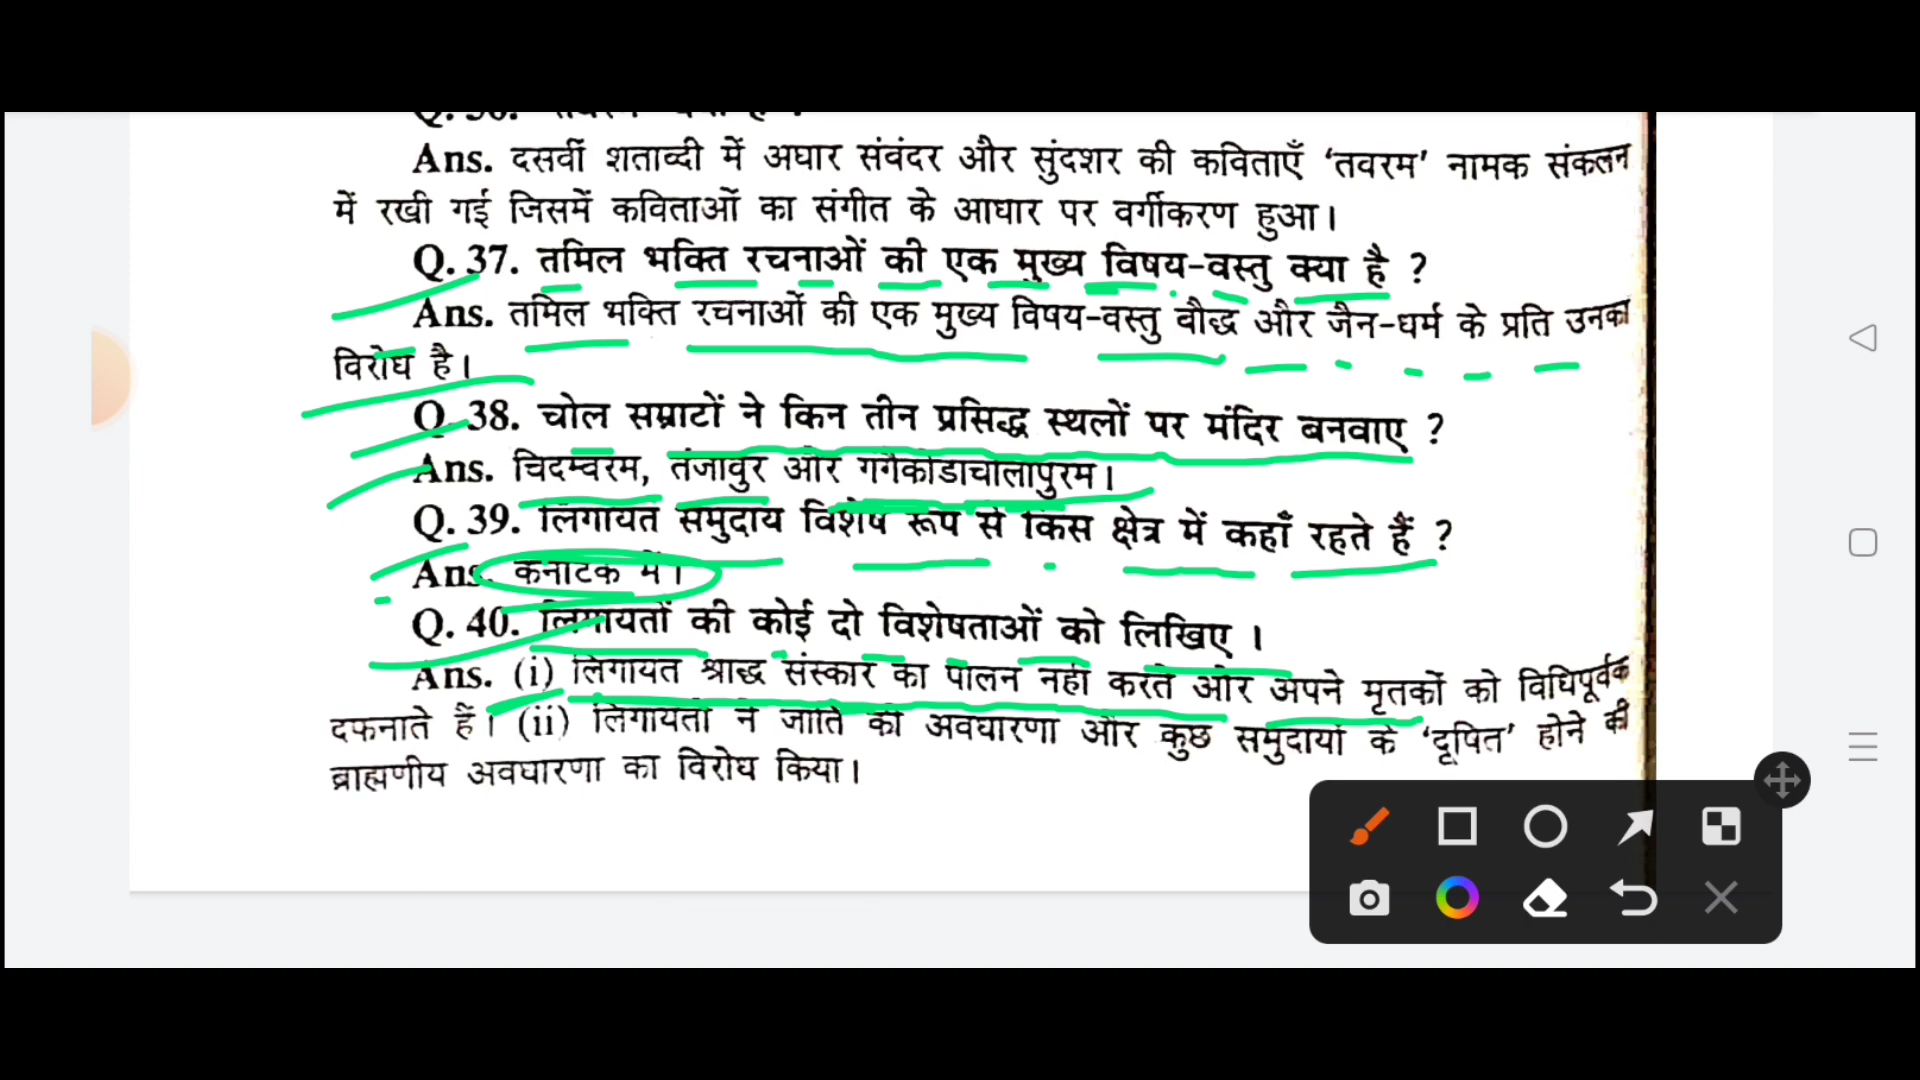 Q. 36. तवरम क्या है ?
Ans. दसवीं शताब्दी में अघार संवंदर और सुंदशर की कविताएँ ‘तवरम’ नामक संकलन
में रखी गई जिसमें कविताओं का संगीत के आधार पर वर्गीकरण हुआ।
Q. 37. तमिल भक्ति रचनाओं की एक मुख्य विषय-वस्तु क्या है ?
Ans. तमिल भक्ति रचनाओं की एक मुख्य विषय-वस्तु बौद्ध और जैन-धर्म के प्रति उनका
विरोध है।
Q. 38. चोल सम्राटों ने किन तीन प्रसिद्ध स्थलों पर मंदिर बनवाए ?
Ans. चिदम्बरम, तंजावुर और गंगैकोंडाचोलापुरम।
Q. 39. लिंगायत समुदाय विशेष रूप से किस क्षेत्र में कहाँ रहते हैं ?
Ans. कर्नाटक में।
Q. 40. लिंगायतों की कोई दो विशेषताओं को लिखिए ।
Ans. (i) लिंगायत श्राद्ध संस्कार का पालन नहीं करते और अपने मृतकों को विधिपूर्वक
दफनाते हैं। (ii) लिंगायतों ने जाति की अवधारणा और कुछ समुदायों के ‘दूषित’ होने की
ब्राह्मणीय अवधारणा का विरोध किया।